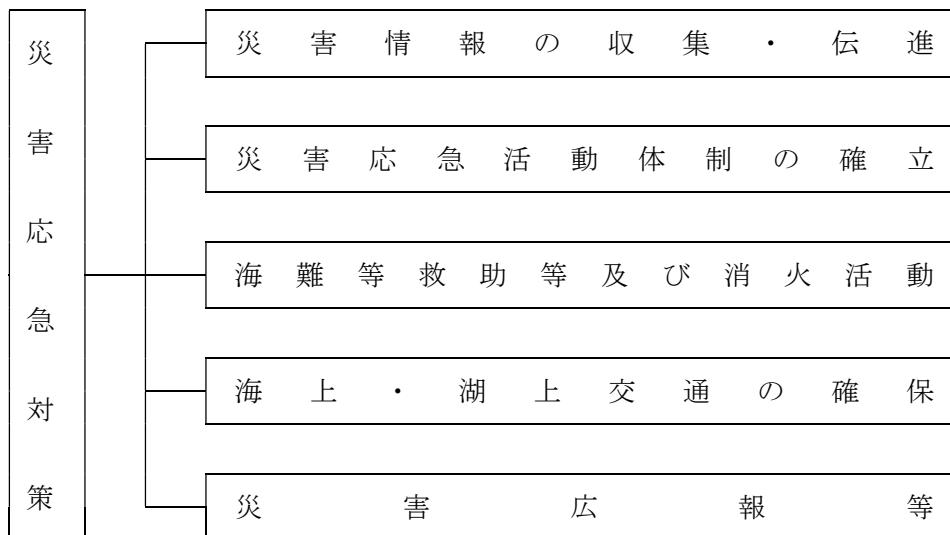 災害応急対策
災害情報の収集・伝進
災害応急活動体制の確立
海難等救助等及び消火活動
海上・湖上交通の確保
災害広報等